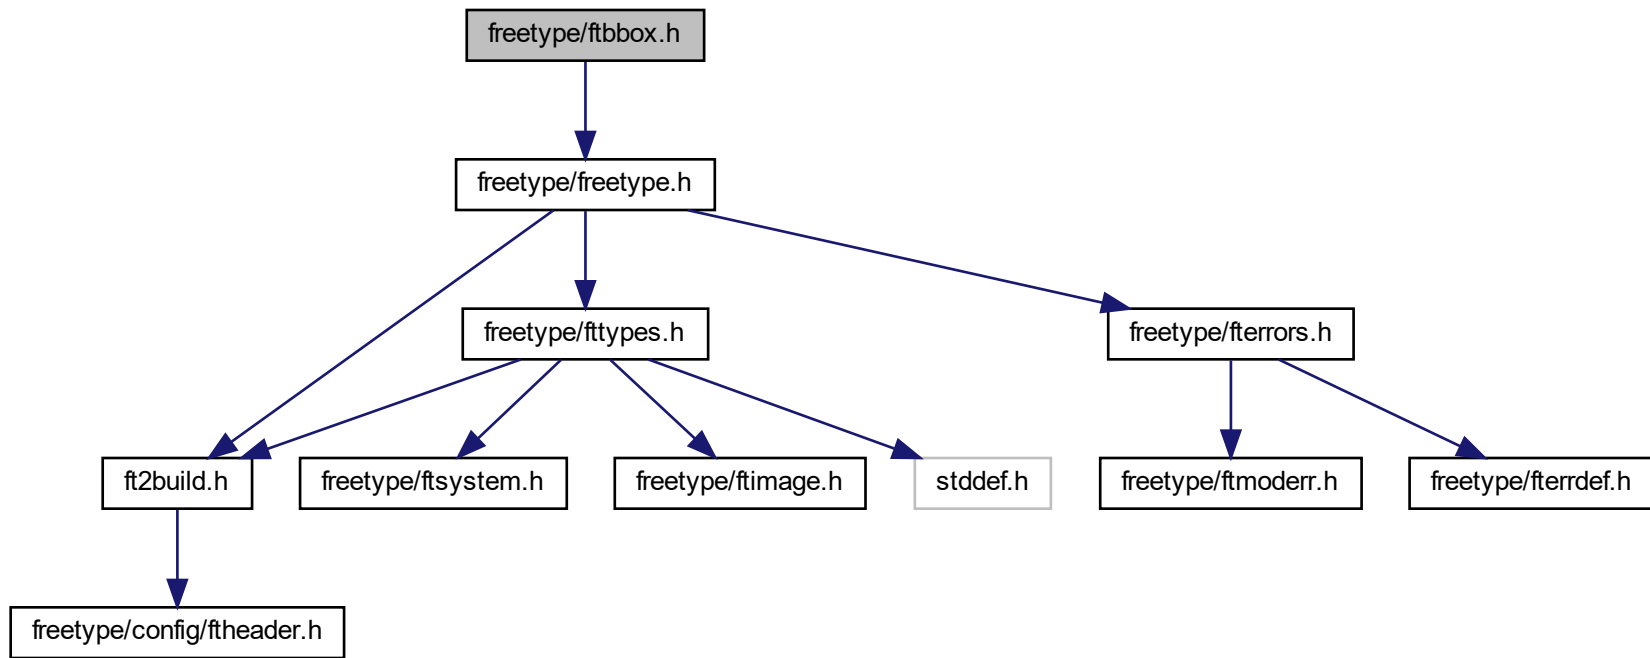 freetype/ftbbox.h
freetype/freetype.h
freetype/fttypes.h
freetype/fterrors.h
ft2build.h
freetype/ftsystem.h
freetype/ftimage.h
stddef.h
freetype/ftmoderr.h
freetype/fterrdef.h
freetype/config/ftheader.h